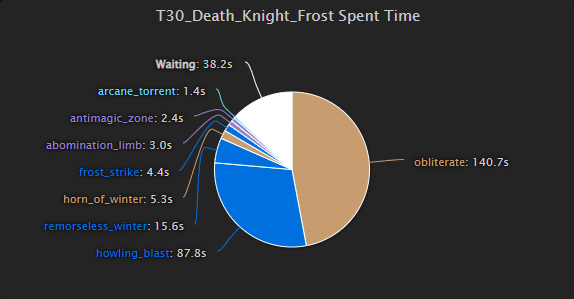 T30_Death_Knight_Frost Spent Time
Waiting: 38.2s
arcane_torrent: 1.4s
antimagic_zone: 2.4s
abomination_limb: 3.0s
frost_strike: 4.4s
horn_of_winter: 5.3s
remorseless_winter: 15.6s
howling_blast: 87.8s
obliterate: 140.7s